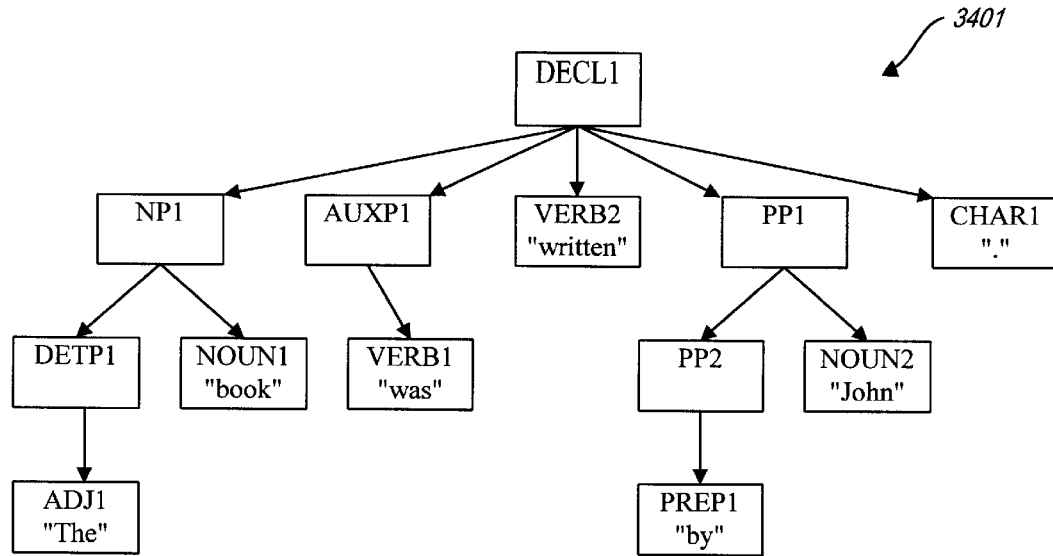 3401
DECL1
NP1
AUXP1
VERB2
"written"
PP1
CHAR1
"."
DETP1
NOUN1
"book"
VERB1
"was"
PP2
NOUN2
"John"
ADJ1
"The"
PREP1
"by"